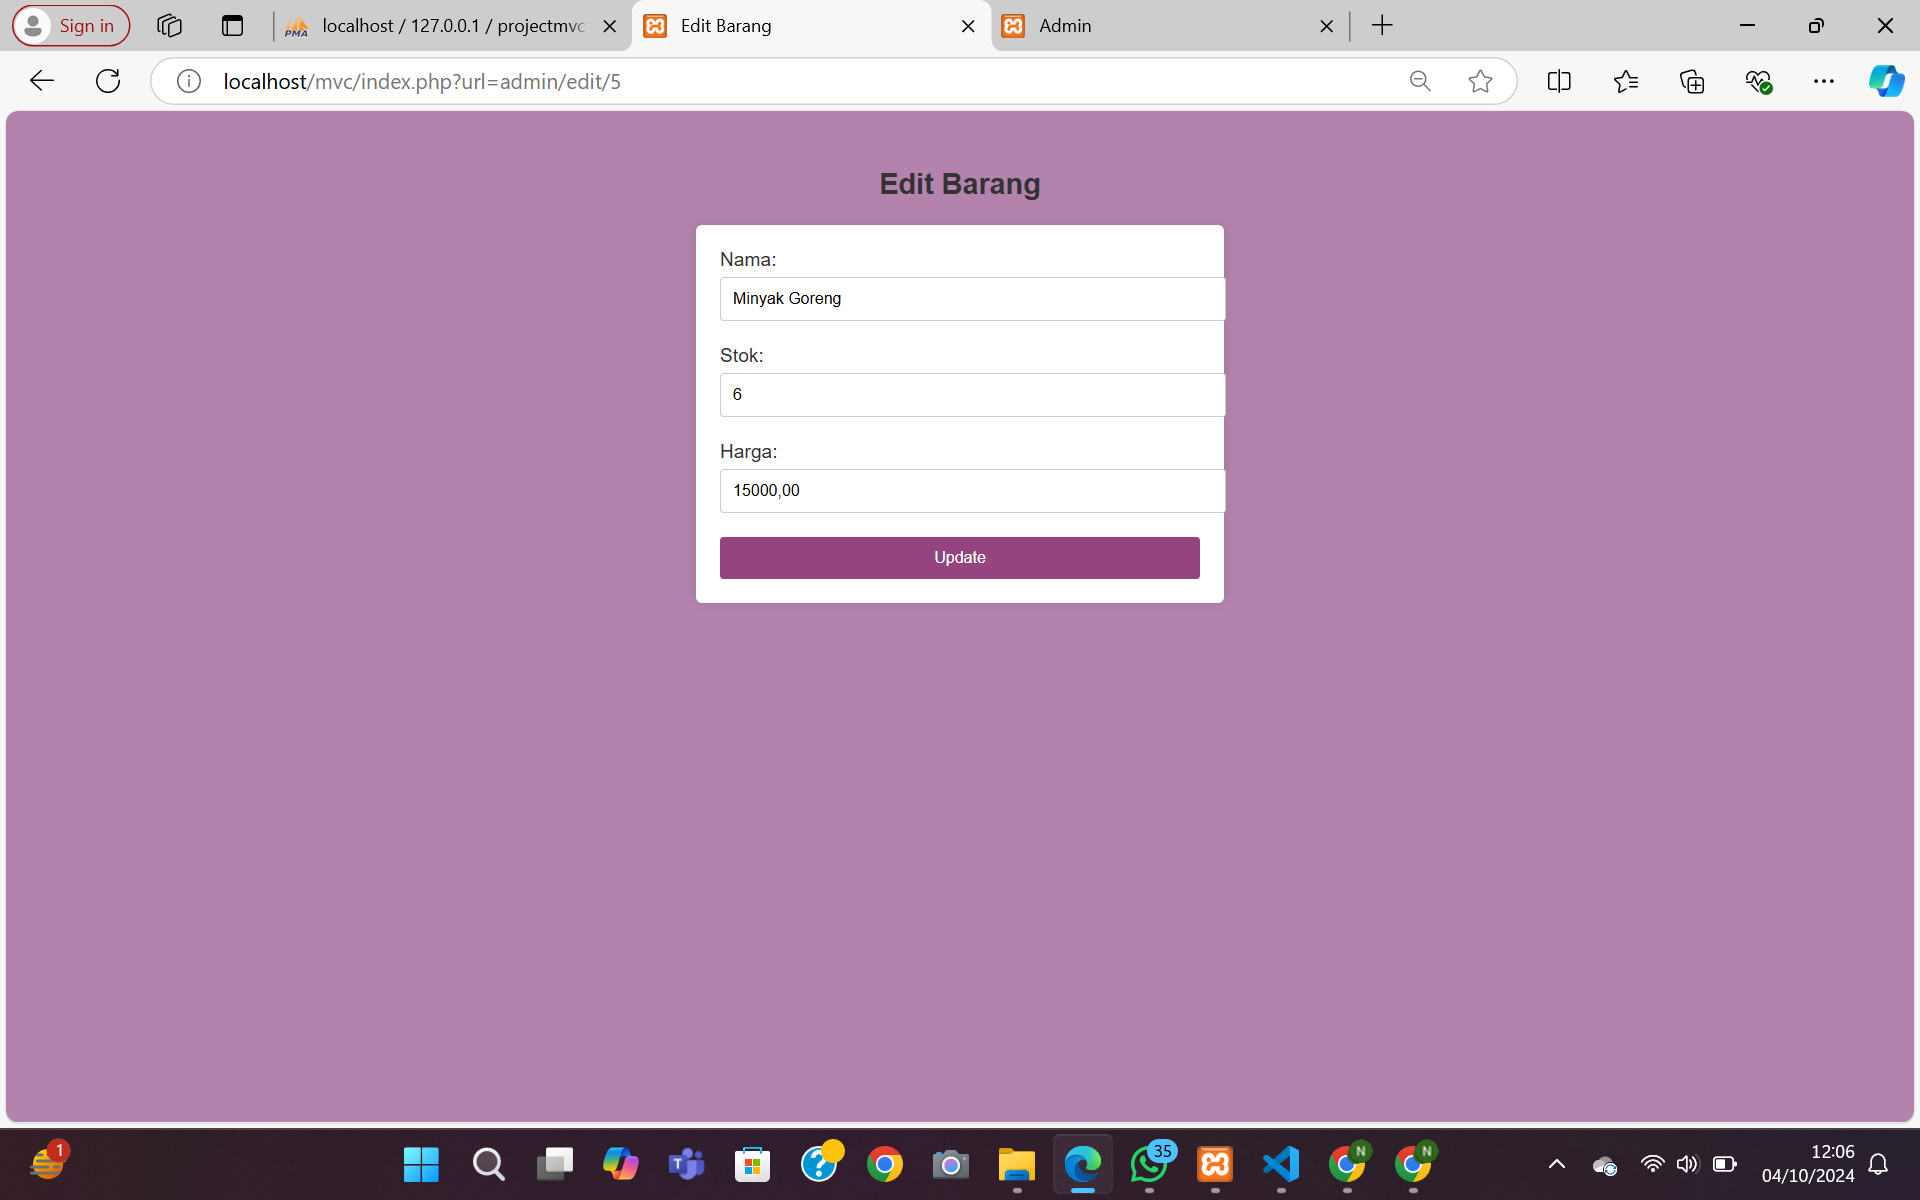 Sign in
PMA
localhost / 127.0.0.1 / projectmvc
Edit Barang
Admin
localhost/mvc/index.php?url=admin/edit/5
Edit Barang
Nama:
Minyak Goreng
Stok:
6
Harga:
15000,00
Update
1
35
N
N
12:06
04/10/2024